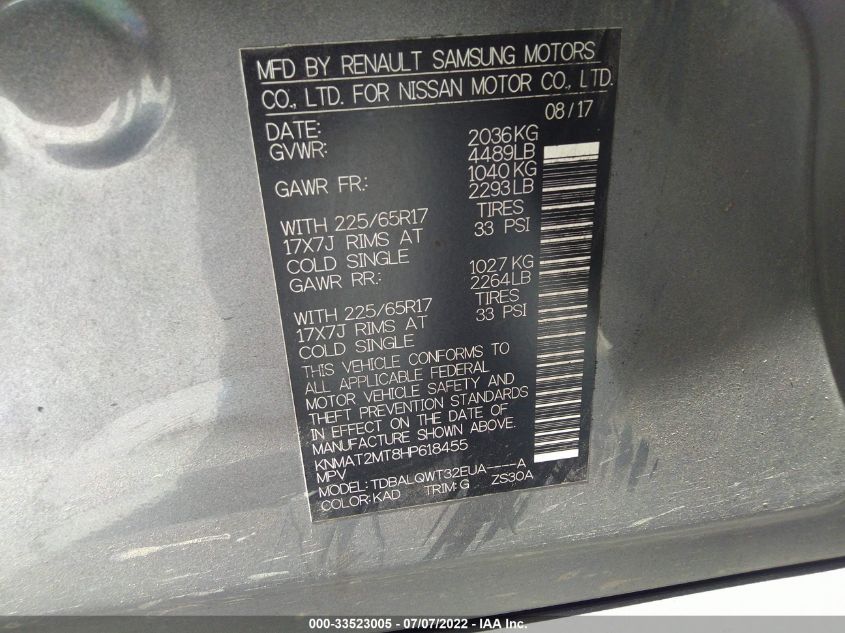 MFD BY RENAULT SAMSUNG MOTORS
CO., LTD. FOR NISSAN MOTOR CO., LTD.
DATE: 08/17
GVWR: 2036KG
4489LB
GAWR FR.: 1040 KG
2293LB
WITH 225/65R17 TIRES
17X7J RIMS AT 33 PSI
COLD SINGLE
GAWR RR.: 1027 KG
2264LB
WITH 225/65R17 TIRES
17X7J RIMS AT 33 PSI
COLD SINGLE
THIS VEHICLE CONFORMS TO
ALL APPLICABLE FEDERAL
MOTOR VEHICLE SAFETY AND
THEFT PREVENTION STANDARDS
IN EFFECT ON THE DATE OF
MANUFACTURE SHOWN ABOVE.
KNMAT2MT8HP618455
MPV
MODEL: TDBALQWT32EUA----A
COLOR: KAD TRIM: G ZS30A
000-33523005 - 07/07/2022 - IAA Inc.